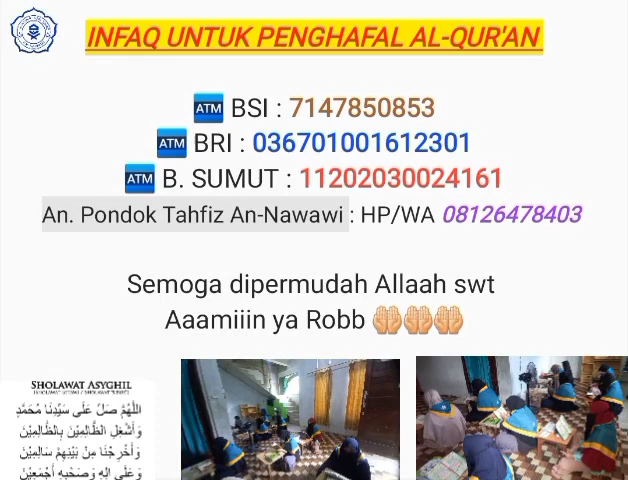 INFAQ UNTUK PENGHAFAL AL-QUR'AN
ATM BSI : 7147850853
ATM BRI : 036701001612301
ATM B. SUMUT : 11202030024161
An. Pondok Tahfiz An-Nawawi : HP/WA 08126478403
Semoga dipermudah Allaah swt
Aaamiiin ya Robb 🤲🤲🤲
SHOLAWAT ASYGHIL
اللَّهُمَّ صَلِّ عَلَى سَيِّدِنَا مُحَمَّدٍ
وَأَشْغِلِ الظَّالِمِيْنَ بِالظَّالِمِيْنَ
وَأَخْرِجْنَا مِنْ بَيْنِهِمْ سَالِمِيْنَ
وَعَلَى الِهِ وَصَحْبِهِ أَجْمَعِيْنَ